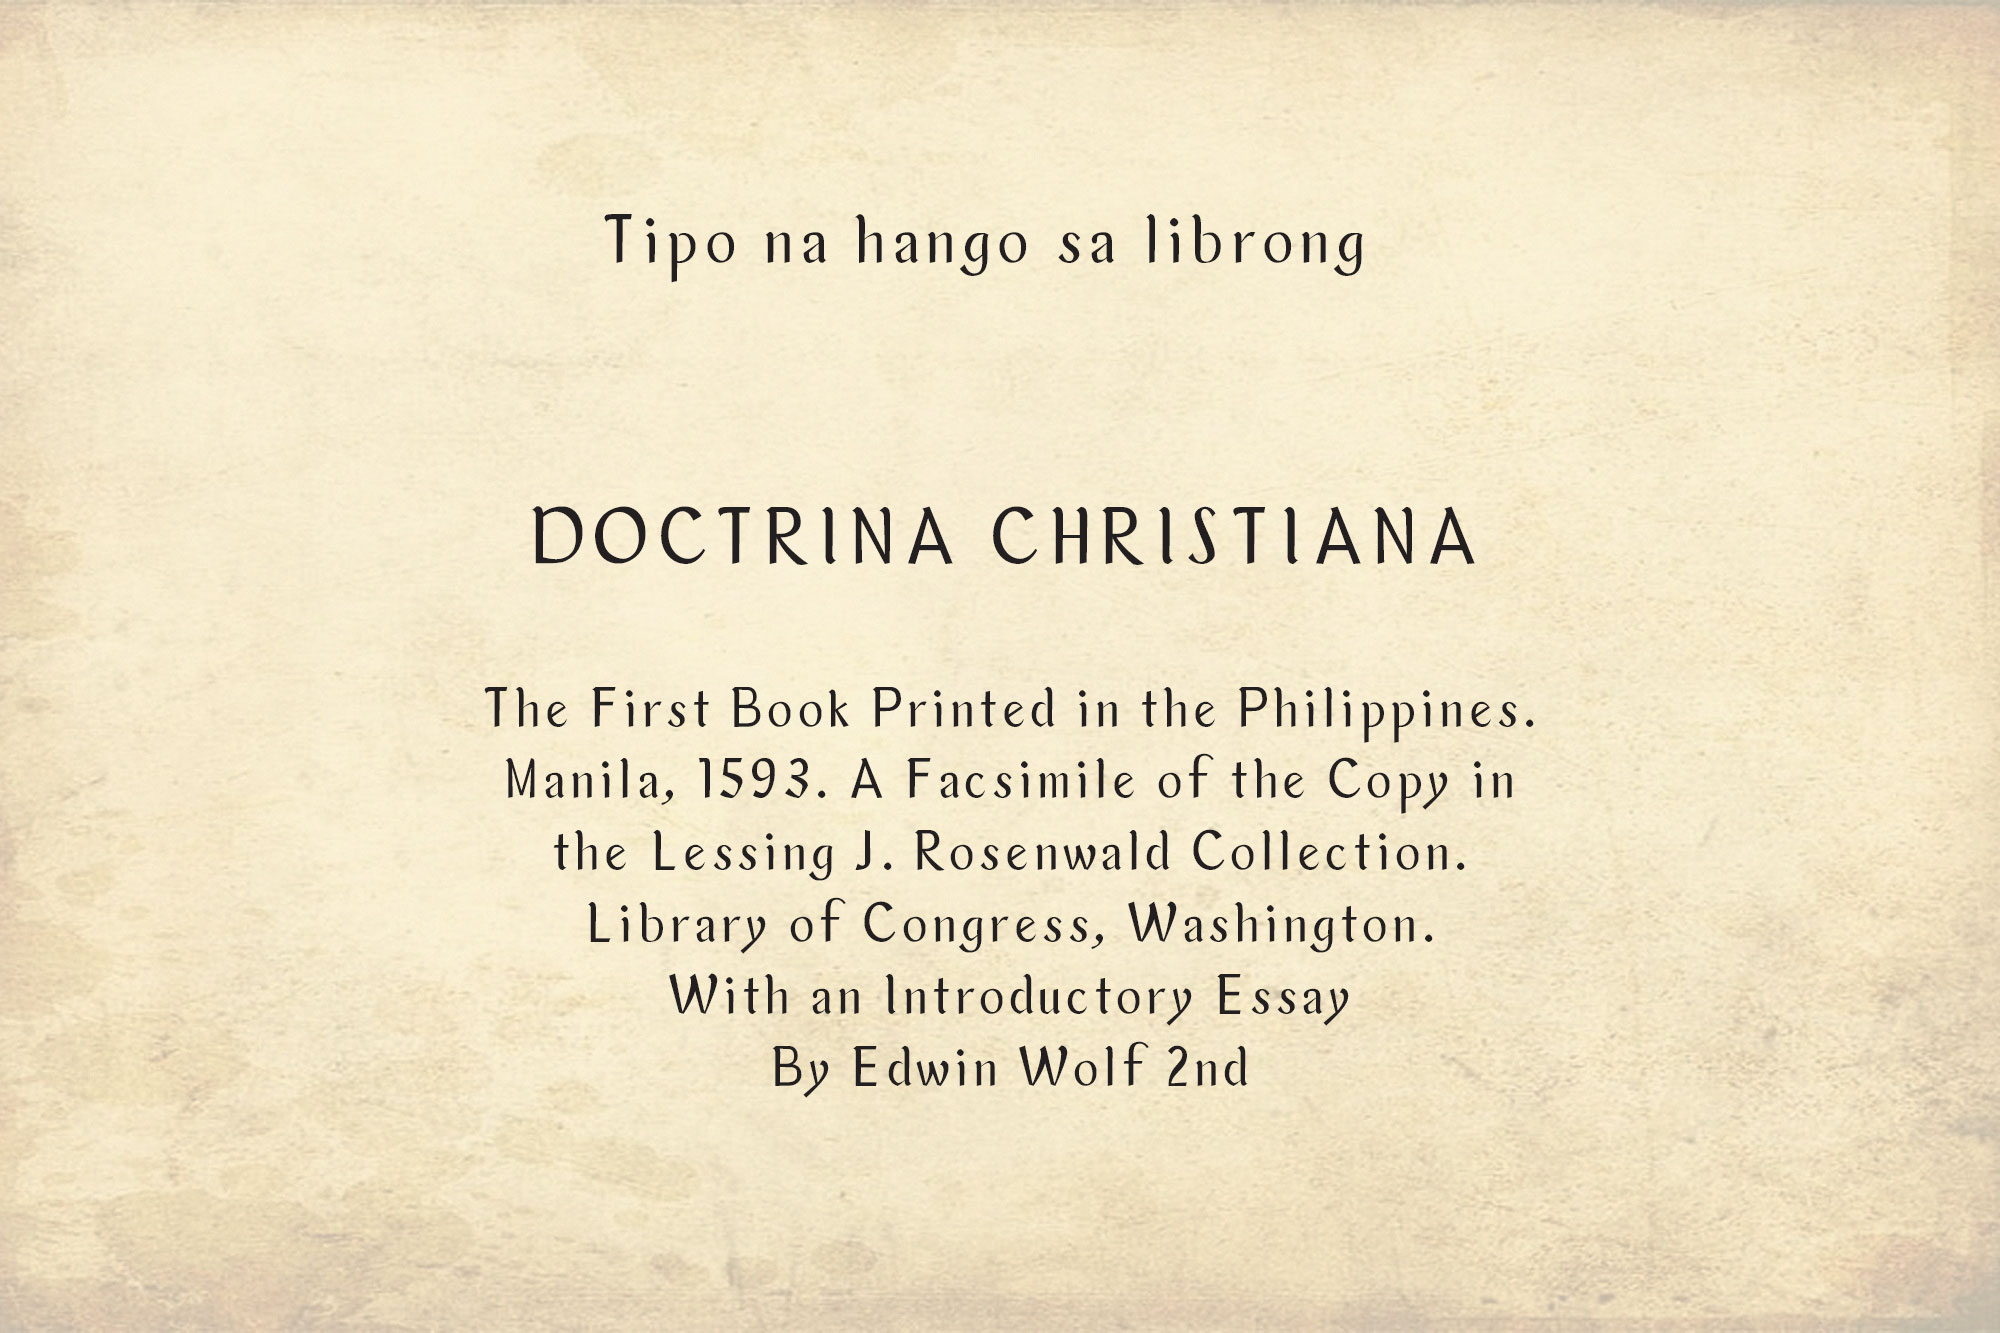 Tipo na hango sa librong
DOCTRINA CHRISTIANA
The First Book Printed in the Philippines.
Manila, 1593. A Facsimile of the Copy in
the Lessing J. Rosenwald Collection.
Library of Congress, Washington.
With an Introductory Essay
By Edwin Wolf 2nd